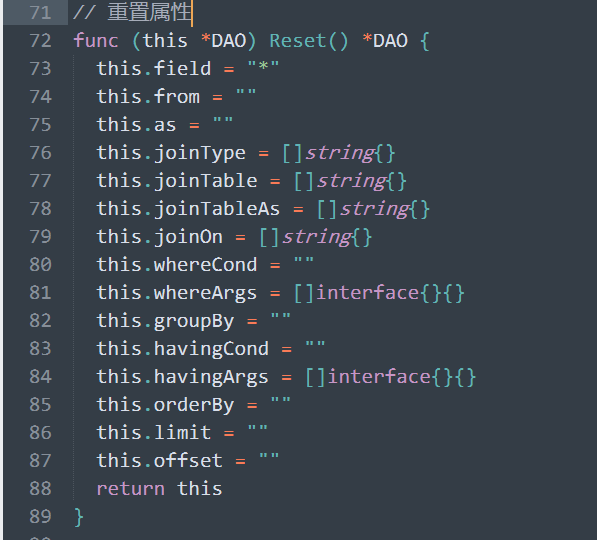 71 // 重置属性
72 func (this *DAO) Reset() *DAO {
73 this.field = "*"
74 this.from = ""
75 this.as = ""
76 this.joinType = []string{}
77 this.joinTable = []string{}
78 this.joinTableAs = []string{}
79 this.joinOn = []string{}
80 this.whereCond = ""
81 this.whereArgs = []interface{}{}
82 this.groupBy = ""
83 this.havingCond = ""
84 this.havingArgs = []interface{}{}
85 this.orderBy = ""
86 this.limit = ""
87 this.offset = ""
88 return this
89 }